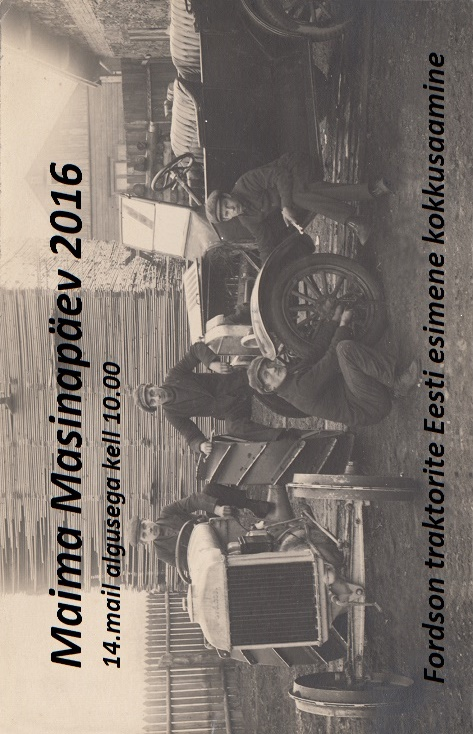 Maima Masinapäev 2016
14.mail algusega kell 10.00
Fordson traktorite Eesti esimene kokkusaamine